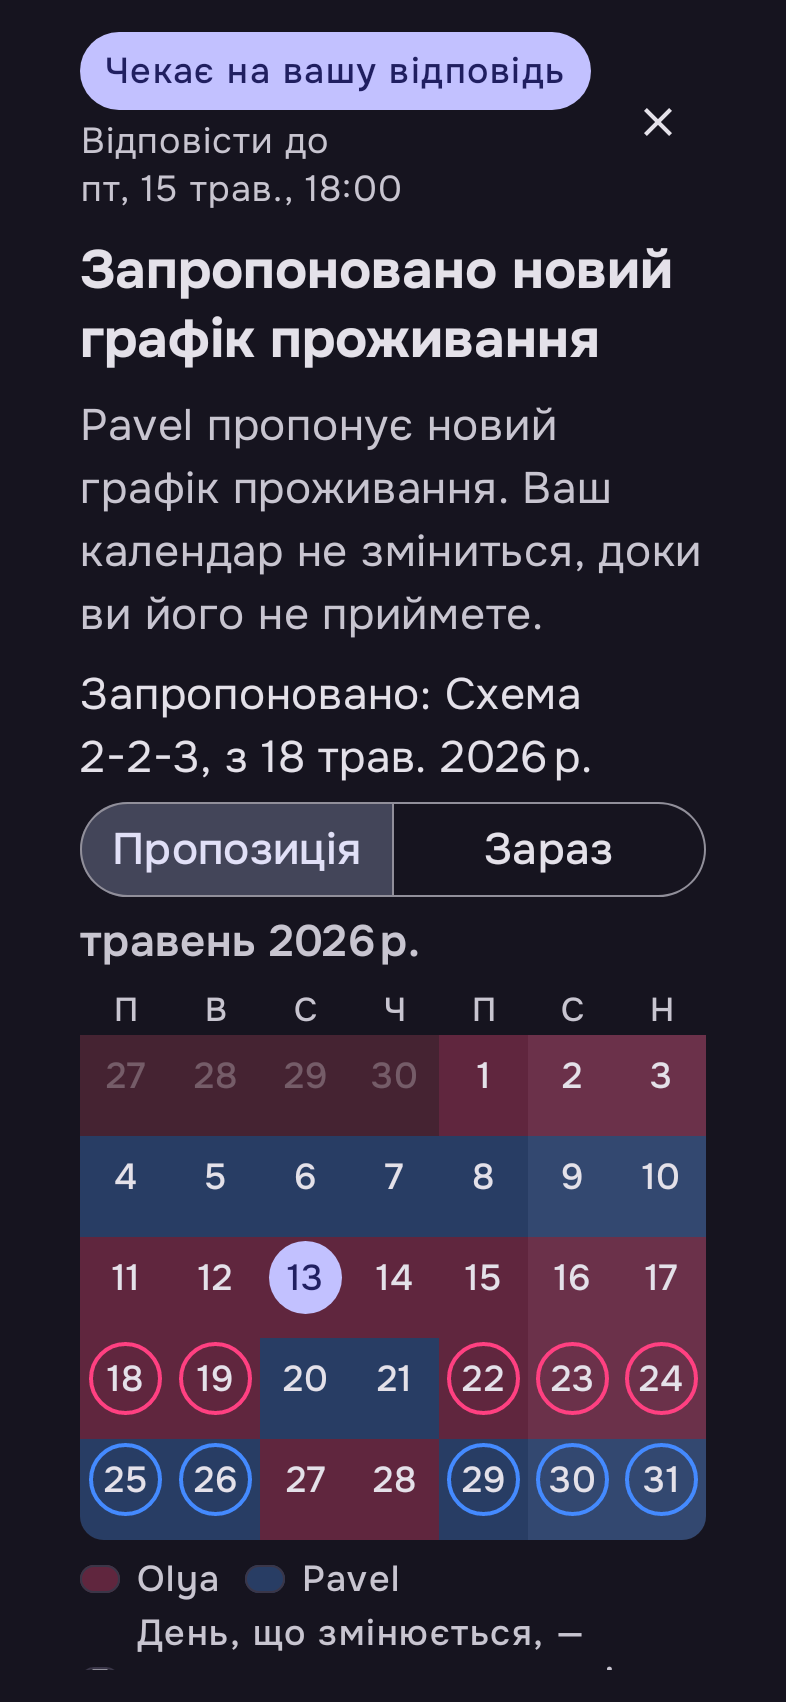 Чекає на вашу відповідь
Відповісти до
пт, 15 трав., 18:00
Запропоновано новий
графік проживання
Pavel пропонує новий
графік проживання. Ваш
календар не зміниться, доки
ви його не приймете.
Запропоновано: Схема
2-2-3, з 18 трав. 2026 р.
Пропозиція Зараз
травень 2026 р.
П В С Ч П С Н
27 28 29 30 1 2 3
4 5 6 7 8 9 10
11 12 13 14 15 16 17
18 19 20 21 22 23 24
25 26 27 28 29 30 31
Olya Pavel
День, що змінюється, —